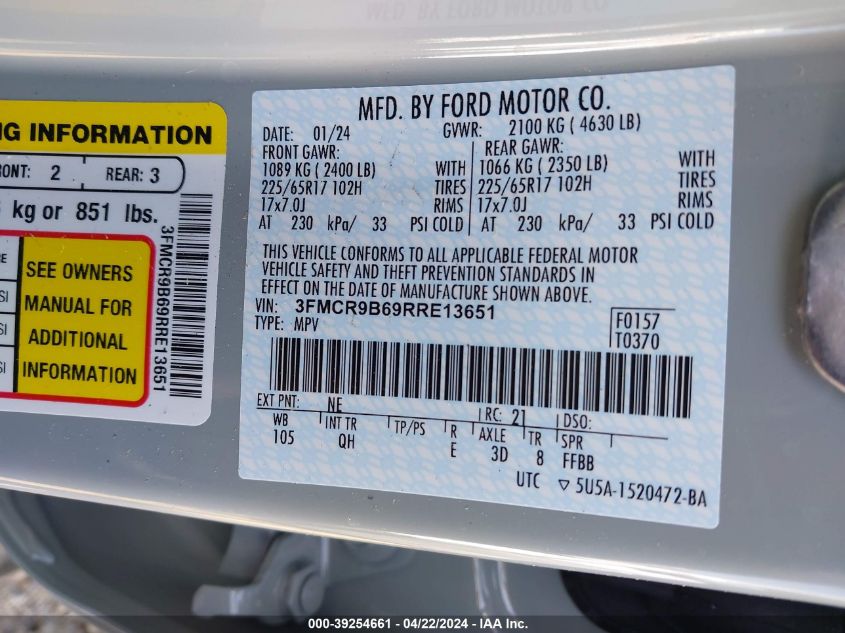 WLD. BY FORD MOTOR CO
NG INFORMATION
RONT: 2 REAR: 3
kg or 851 lbs.
SEE OWNERS
MANUAL FOR
ADDITIONAL
INFORMATION
3FMCR9B69RRE13651
MFD. BY FORD MOTOR CO.
DATE: 01/24 GVWR: 2100 KG ( 4630 LB)
FRONT GAWR: REAR GAWR:
1089 KG ( 2400 LB) WITH 1066 KG ( 2350 LB) WITH
225/65R17 102H TIRES 225/65R17 102H TIRES
17x7.0J RIMS 17x7.0J RIMS
AT 230 kPa/ 33 PSI COLD AT 230 kPa/ 33 PSI COLD
THIS VEHICLE CONFORMS TO ALL APPLICABLE FEDERAL MOTOR
VEHICLE SAFETY AND THEFT PREVENTION STANDARDS IN
EFFECT ON THE DATE OF MANUFACTURE SHOWN ABOVE.
VIN: 3FMCR9B69RRE13651 F0157
TYPE: MPV T0370
EXT PNT: NE RC: 21 DSO:
WB INT TR TP/PS R AXLE TR SPR
105 QH E 3D 8 FFBB
UTC ▽ 5U5A-1520472-BA
000-39254661 - 04/22/2024 - IAA Inc.